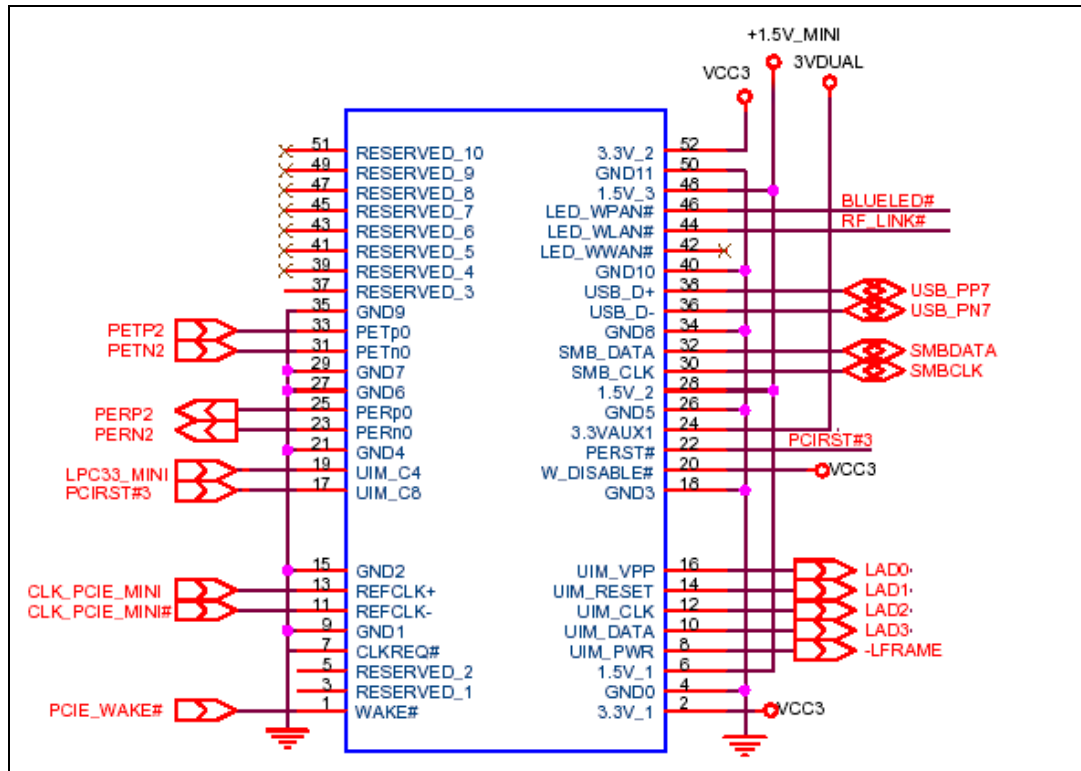 +1.5V_MINI
VCC3 3VDUAL
51 RESERVED_10 3.3V_2 52
49 RESERVED_9 GND11 50
47 RESERVED_8 1.5V_3 48
45 RESERVED_7 LED_WPAN# 46 BLUELED#
43 RESERVED_6 LED_WLAN# 44 RF_LINK#
41 RESERVED_5 LED_WWAN# 42
39 RESERVED_4 GND10 40
37 RESERVED_3 USB_D+ 38 USB_PP7
35 GND9 USB_D- 36 USB_PN7
PETP2 33 PETp0 GND8 34
PETN2 31 PETn0 SMB_DATA 32 SMBDATA
29 GND7 SMB_CLK 30 SMBCLK
27 GND6 1.5V_2 28
PERP2 25 PERp0 GND5 26
PERN2 23 PERn0 3.3VAUX1 24
21 GND4 PERST# 22 PCIRST#3
LPC33_MINI 19 UIM_C4 W_DISABLE# 20 VCC3
PCIRST#3 17 UIM_C8 GND3 18
15 GND2 UIM_VPP 16 LAD0
CLK_PCIE_MINI 13 REFCLK+ UIM_RESET 14 LAD1
CLK_PCIE_MINI# 11 REFCLK- UIM_CLK 12 LAD2
9 GND1 UIM_DATA 10 LAD3
7 CLKREQ# UIM_PWR 8 -LFRAME
5 RESERVED_2 1.5V_1 6
3 RESERVED_1 GND0 4
PCIE_WAKE# 1 WAKE# 3.3V_1 2 VCC3